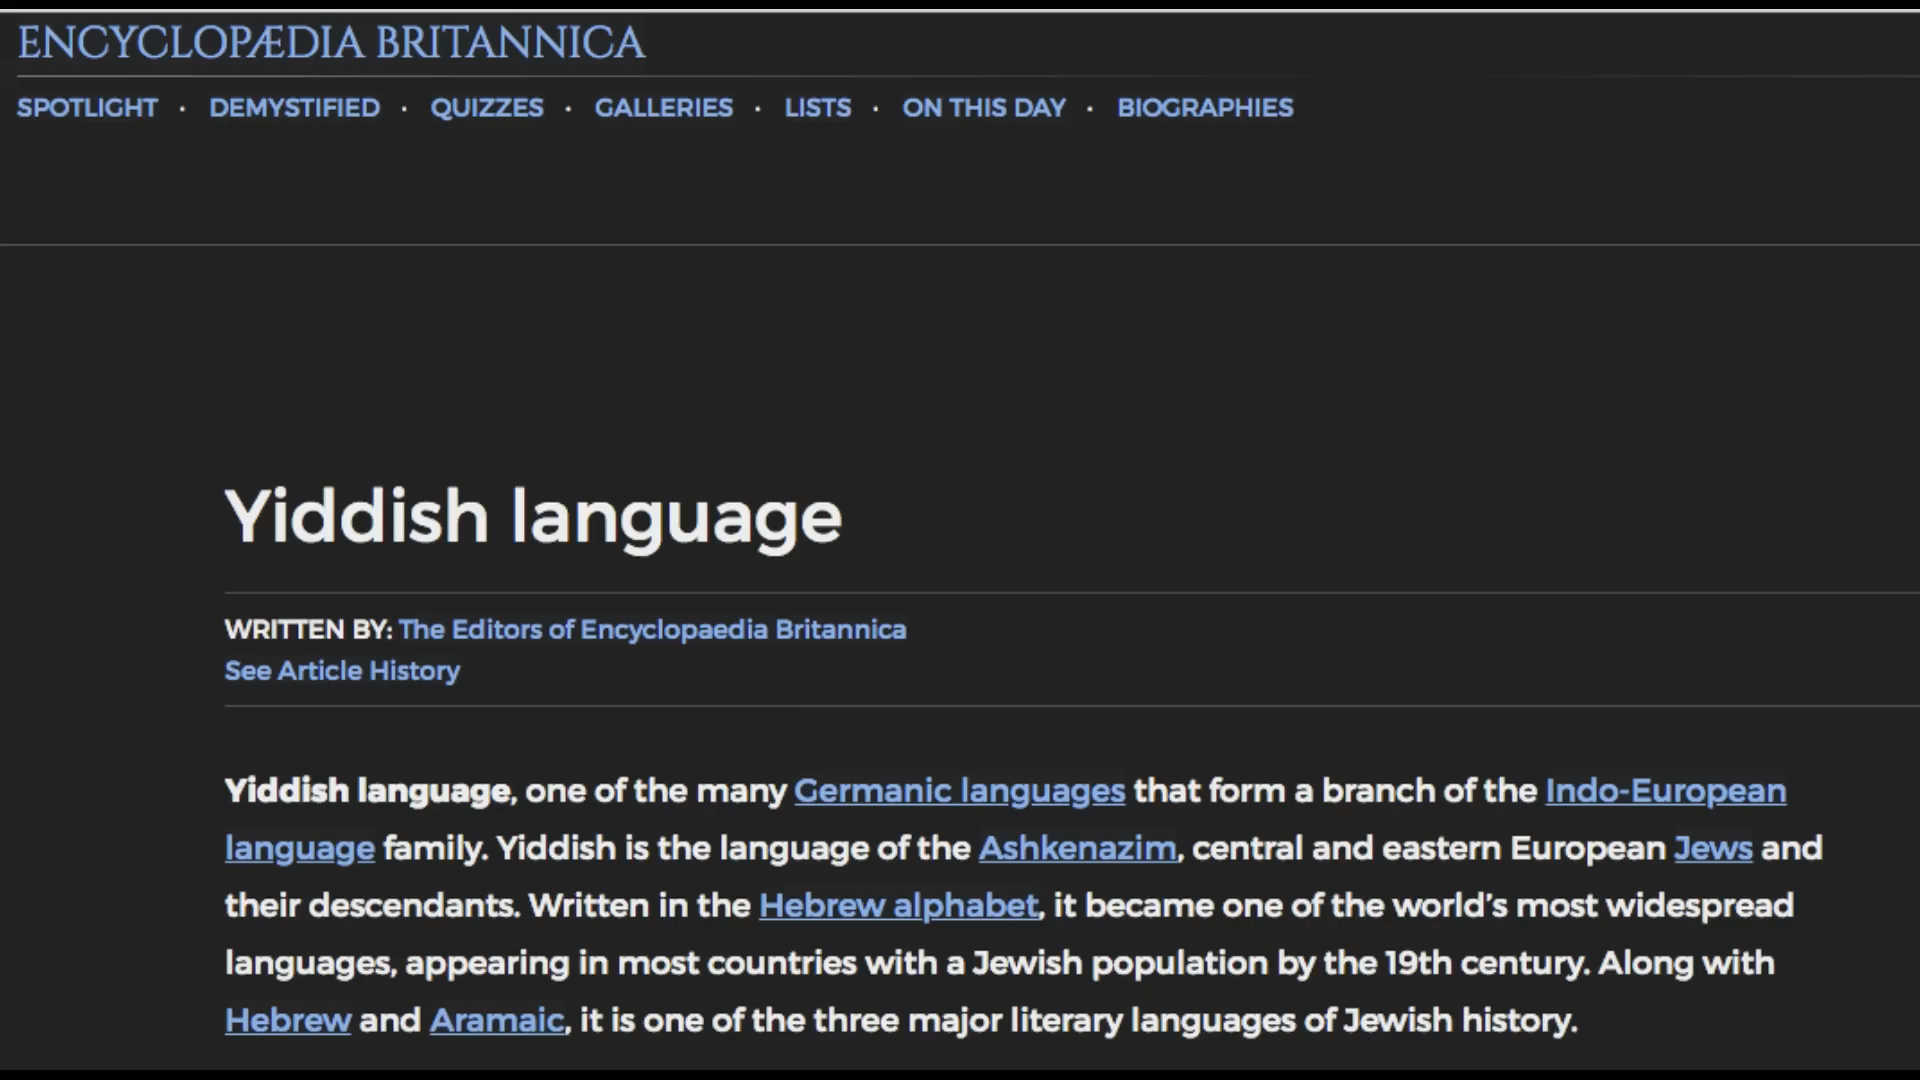 ENCYCLOPÆDIA BRITANNICA
SPOTLIGHT · DEMYSTIFIED · QUIZZES · GALLERIES · LISTS · ON THIS DAY · BIOGRAPHIES
Yiddish language
WRITTEN BY: The Editors of Encyclopaedia Britannica
See Article History
Yiddish language, one of the many Germanic languages that form a branch of the Indo-European
language family. Yiddish is the language of the Ashkenazim, central and eastern European Jews and
their descendants. Written in the Hebrew alphabet, it became one of the world’s most widespread
languages, appearing in most countries with a Jewish population by the 19th century. Along with
Hebrew and Aramaic, it is one of the three major literary languages of Jewish history.